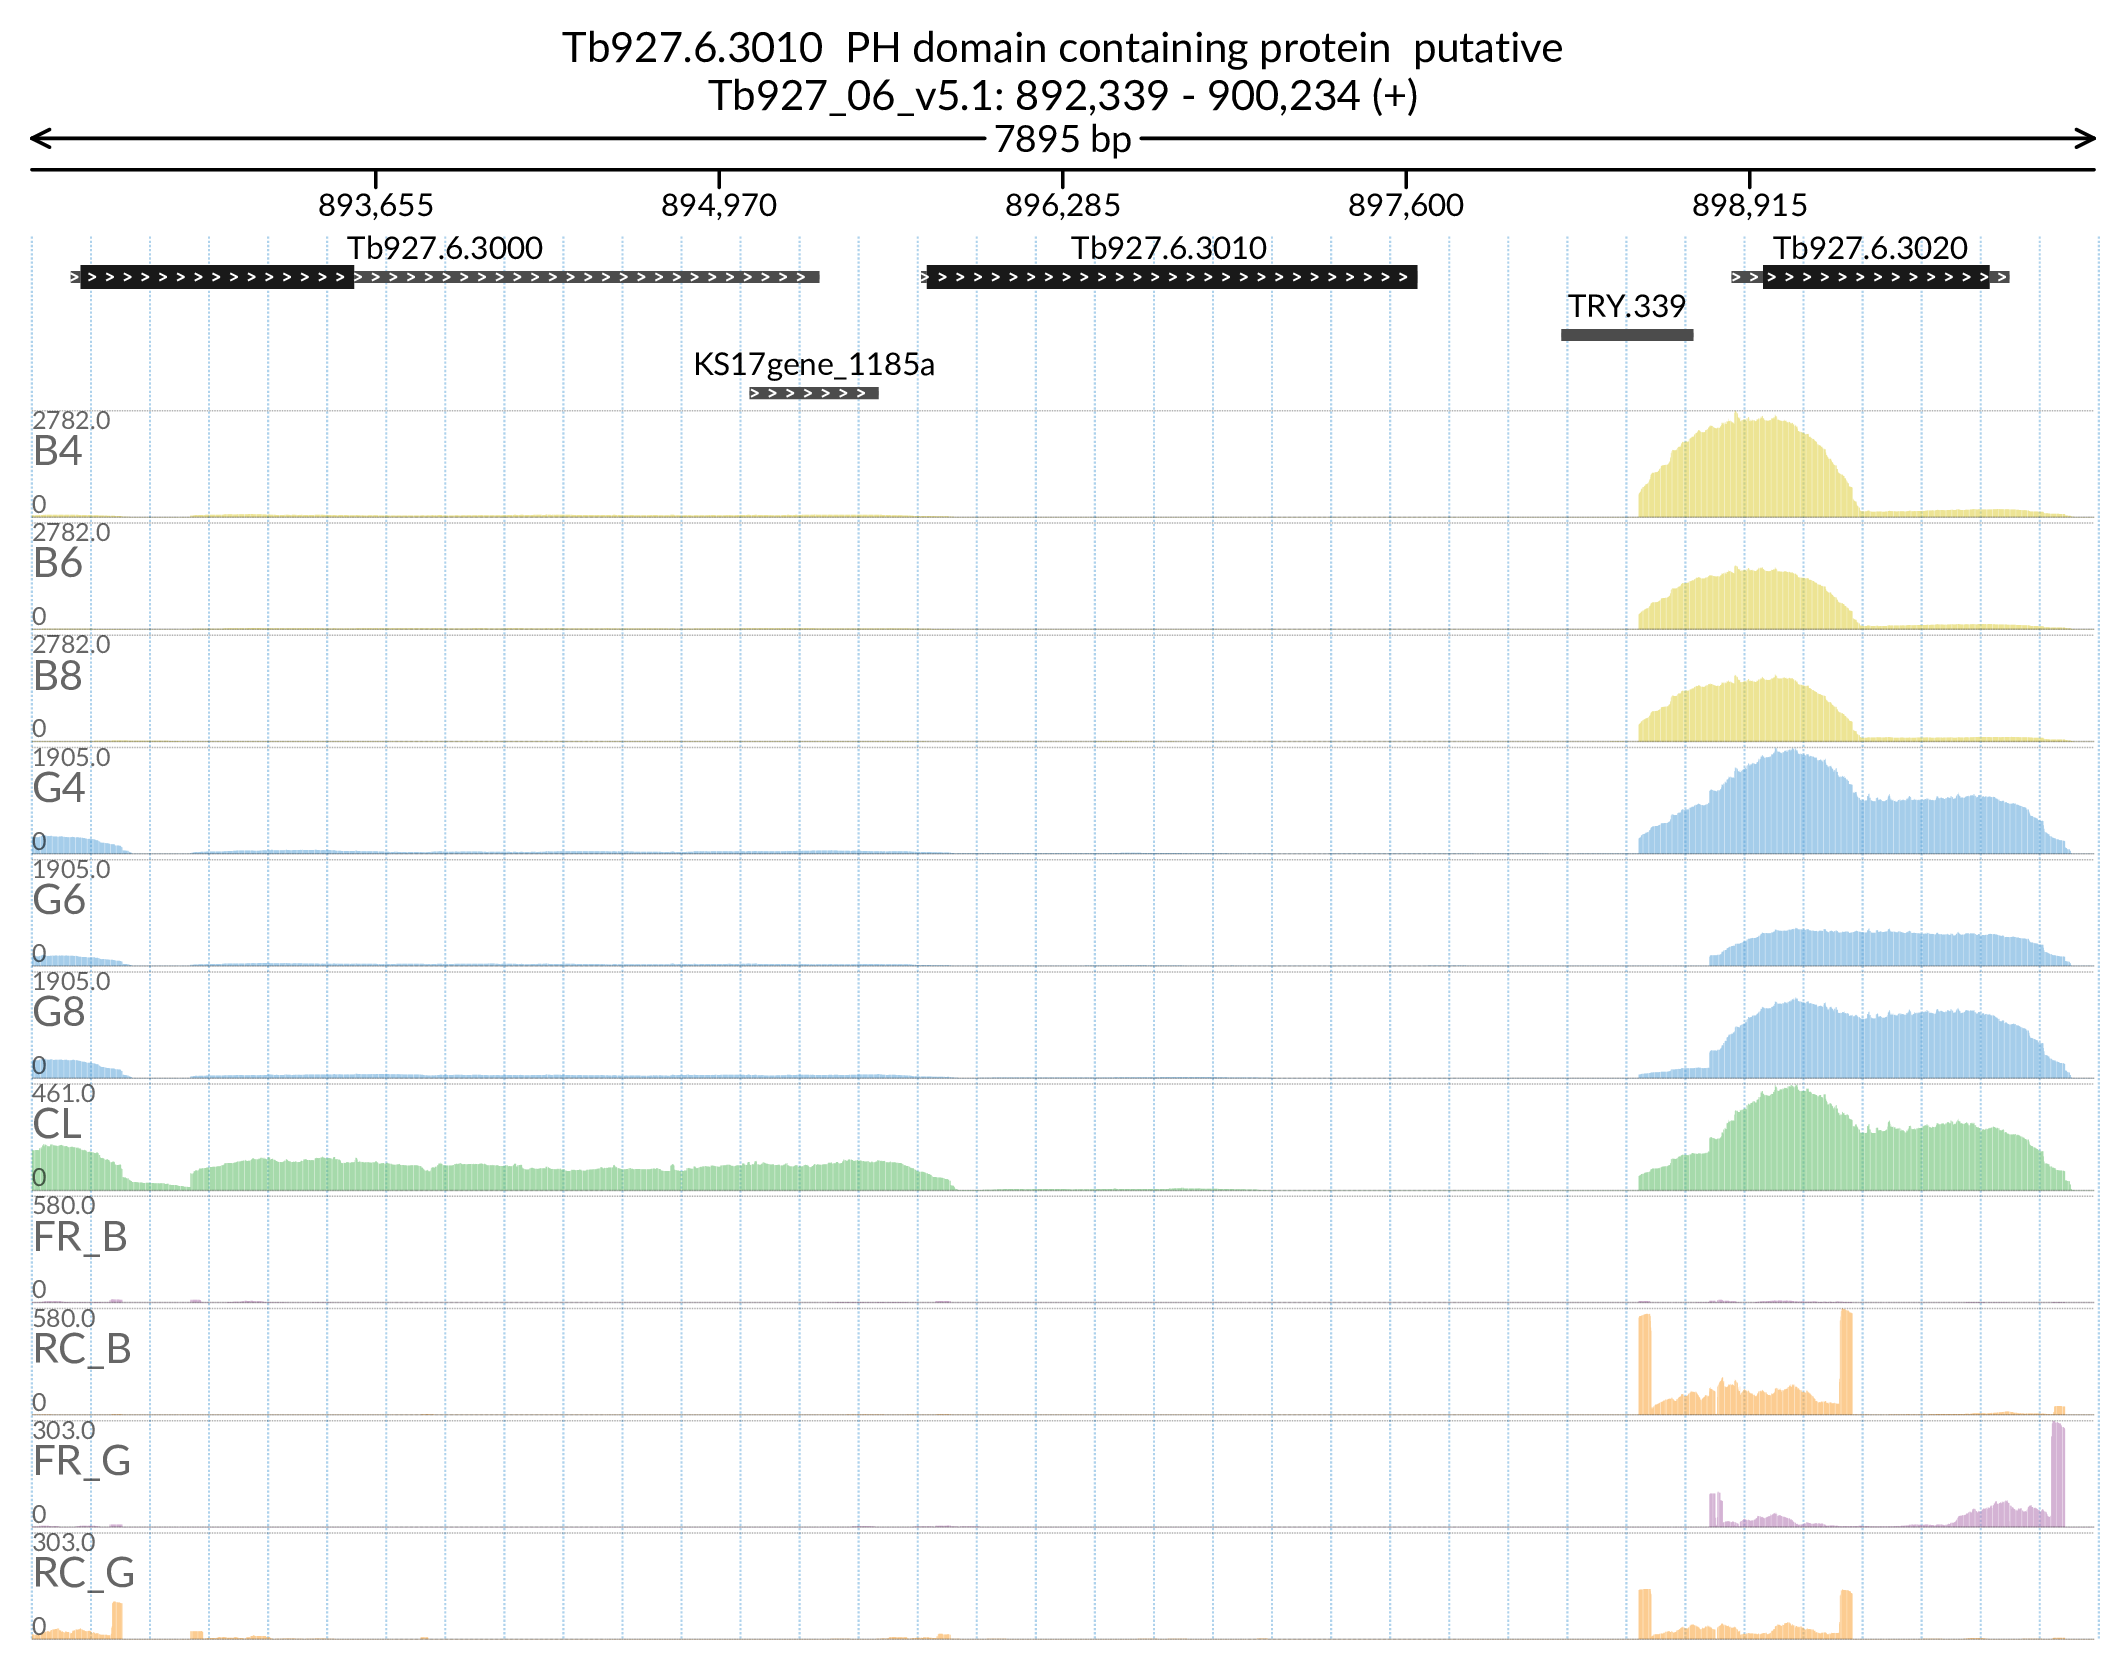 Tb927.6.3010  PH domain containing protein  putative
Tb927_06_v5.1: 892,339 - 900,234 (+)
7895 bp
893,655 894,970 896,285 897,600 898,915
Tb927.6.3000 Tb927.6.3010 Tb927.6.3020
TRY.339
KS17gene_1185a
2782.0
B4
0
2782.0
B6
0
2782.0
B8
0
1905.0
G4
0
1905.0
G6
0
1905.0
G8
0
461.0
CL
0
580.0
FR_B
0
580.0
RC_B
0
303.0
FR_G
0
303.0
RC_G
0